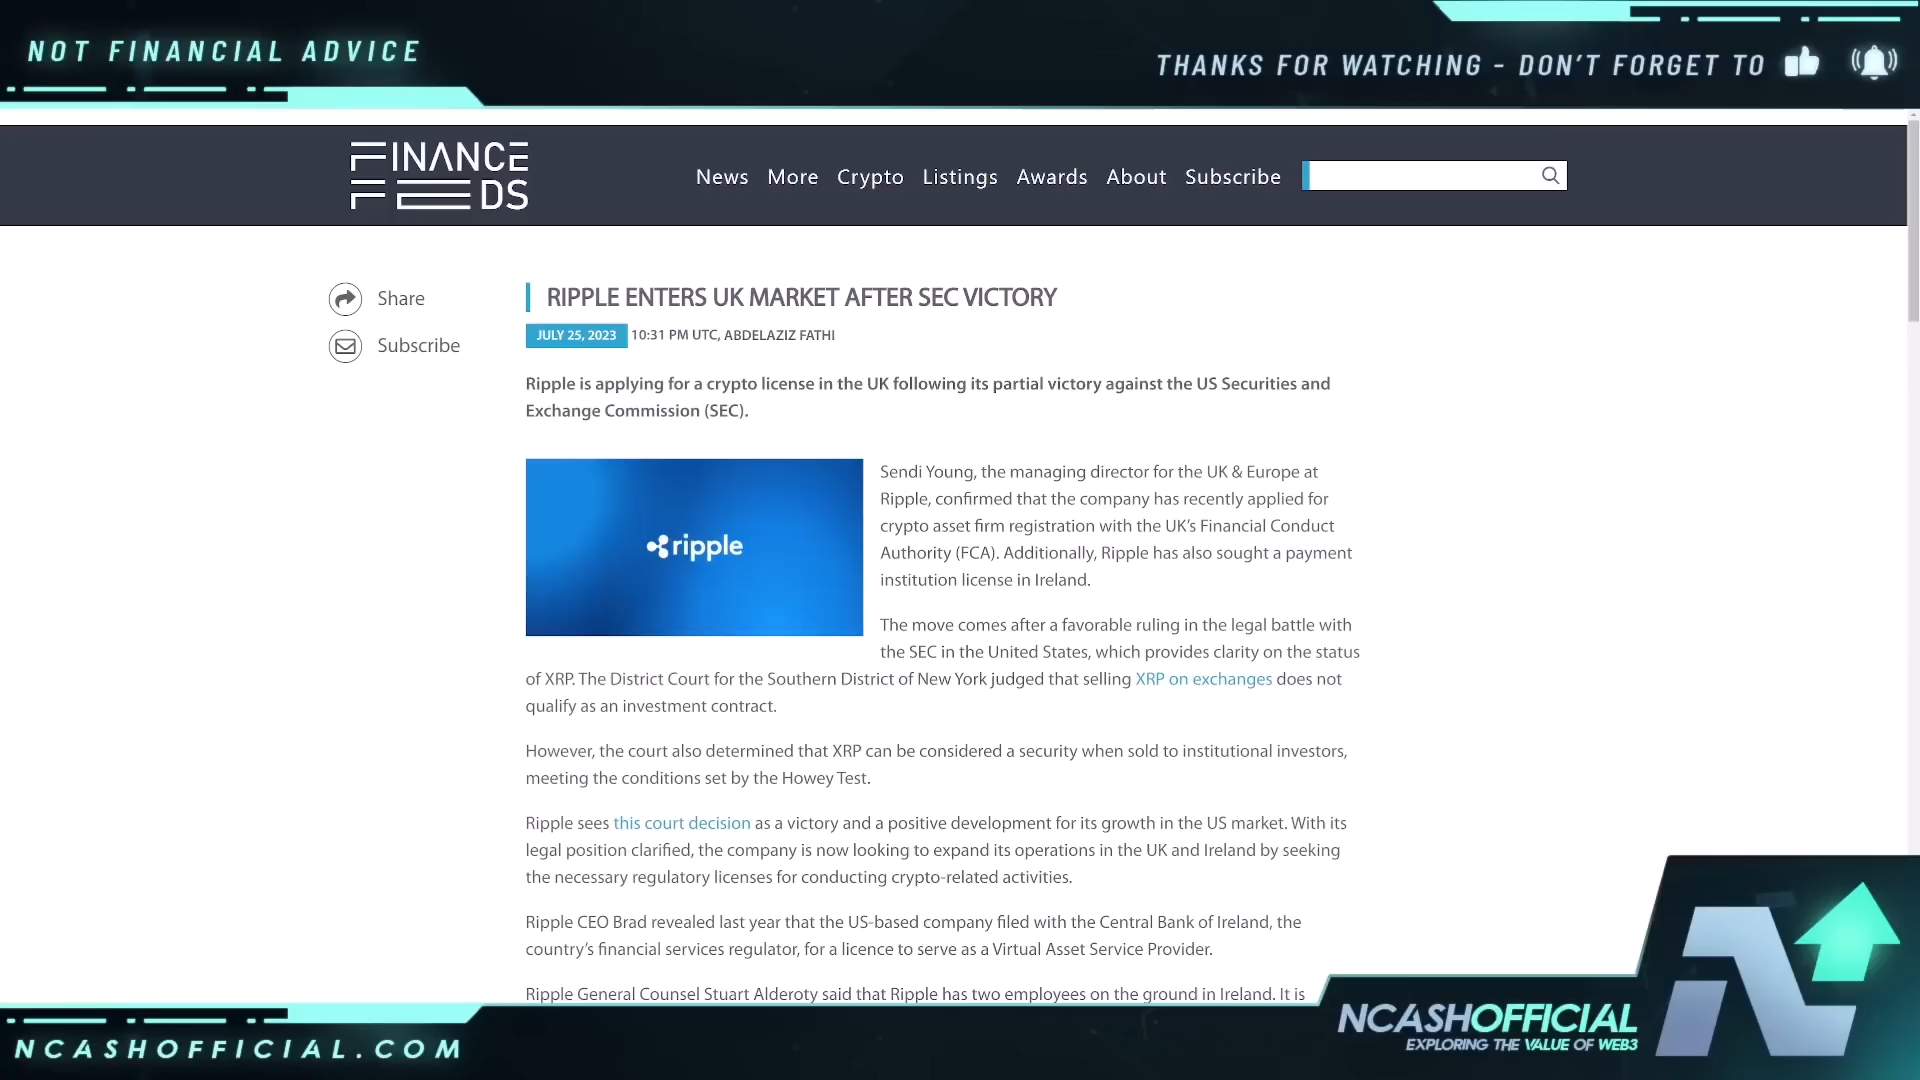 NOT FINANCIAL ADVICE
THANKS FOR WATCHING - DON'T FORGET TO
FINANCE
FEEDS
News More Crypto Listings Awards About Subscribe
Share
Subscribe
RIPPLE ENTERS UK MARKET AFTER SEC VICTORY
JULY 25, 2023 10:31 PM UTC, ABDELAZIZ FATHI
Ripple is applying for a crypto license in the UK following its partial victory against the US Securities and
Exchange Commission (SEC).
ripple
Sendi Young, the managing director for the UK & Europe at
Ripple, confirmed that the company has recently applied for
crypto asset firm registration with the UK's Financial Conduct
Authority (FCA). Additionally, Ripple has also sought a payment
institution license in Ireland.
The move comes after a favorable ruling in the legal battle with
the SEC in the United States, which provides clarity on the status
of XRP. The District Court for the Southern District of New York judged that selling XRP on exchanges does not
qualify as an investment contract.
However, the court also determined that XRP can be considered a security when sold to institutional investors,
meeting the conditions set by the Howey Test.
Ripple sees this court decision as a victory and a positive development for its growth in the US market. With its
legal position clarified, the company is now looking to expand its operations in the UK and Ireland by seeking
the necessary regulatory licenses for conducting crypto-related activities.
Ripple CEO Brad revealed last year that the US-based company filed with the Central Bank of Ireland, the
country's financial services regulator, for a licence to serve as a Virtual Asset Service Provider.
Ripple General Counsel Stuart Alderoty said that Ripple has two employees on the ground in Ireland. It is
NCASHOFFICIAL
EXPLORING THE VALUE OF WEB3
NCASHOFFICIAL.COM